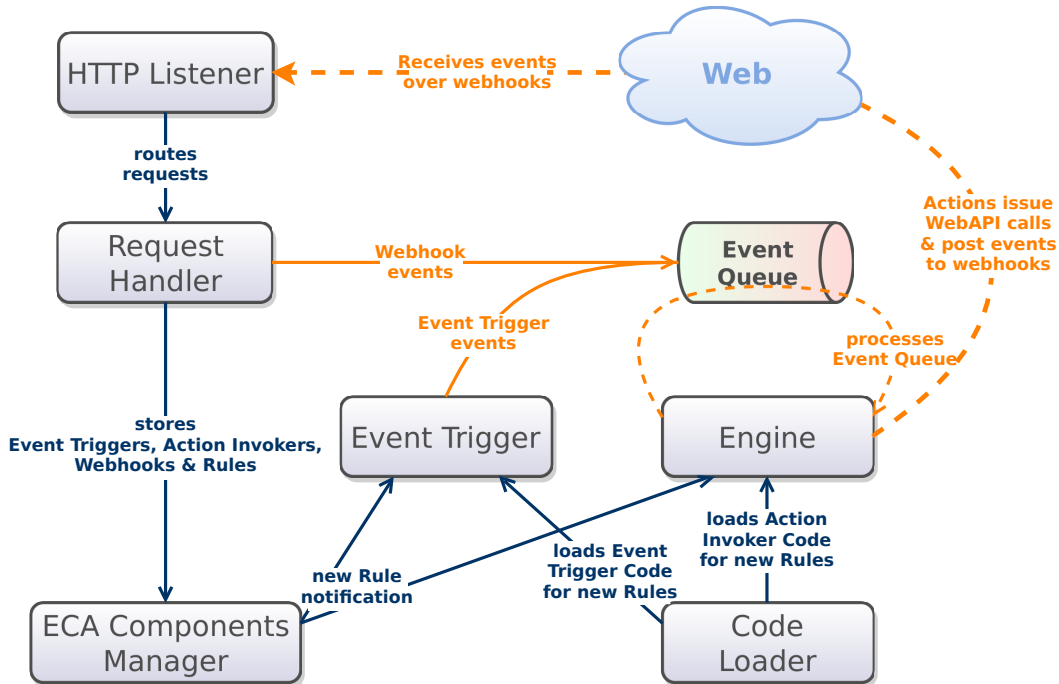 HTTP Listener
Receives events
over webhooks
Web
routes
requests
Actions issue
WebAPI calls
& post events
to webhooks
Request
Handler
Webhook
events
Event
Queue
Event Trigger
events
processes
Event Queue
stores
Event Triggers, Action Invokers,
Webhooks & Rules
Event Trigger
Engine
loads Action
Invoker Code
for new Rules
loads Event
Trigger Code
for new Rules
new Rule
notification
ECA Components
Manager
Code
Loader